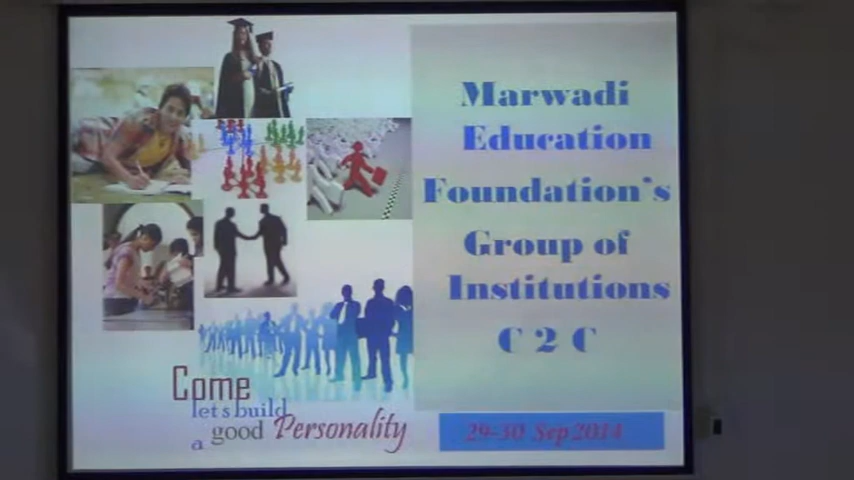 Marwadi
Education
Foundation's
Group of
Institutions
C 2 C
Come
let s build
a good Personality
29-30 Sep 2014